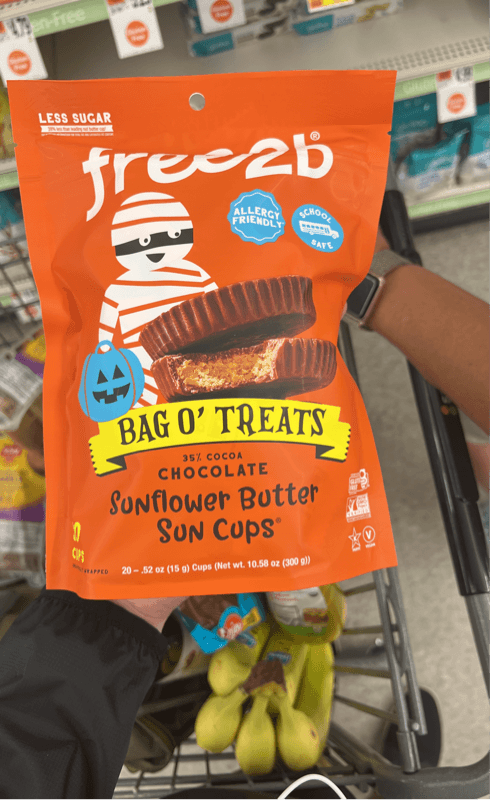 LESS SUGAR
free2b®
ALLERGY
FRIENDLY
SCHOOL
SAFE
BAG O' TREATS
35% COCOA
CHOCOLATE
Sunflower Butter
Sun Cups®
CUPS
WRAPPED
20 – .52 oz (15 g) Cups (Net wt. 10.58 oz (300 g))